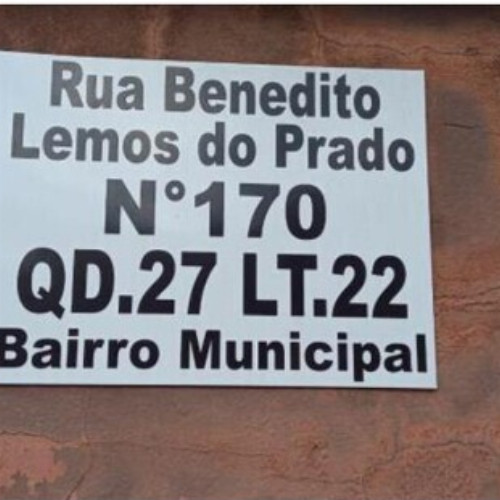 Rua Benedito
Lemos do Prado
N°170
QD.27 LT.22
Bairro Municipal